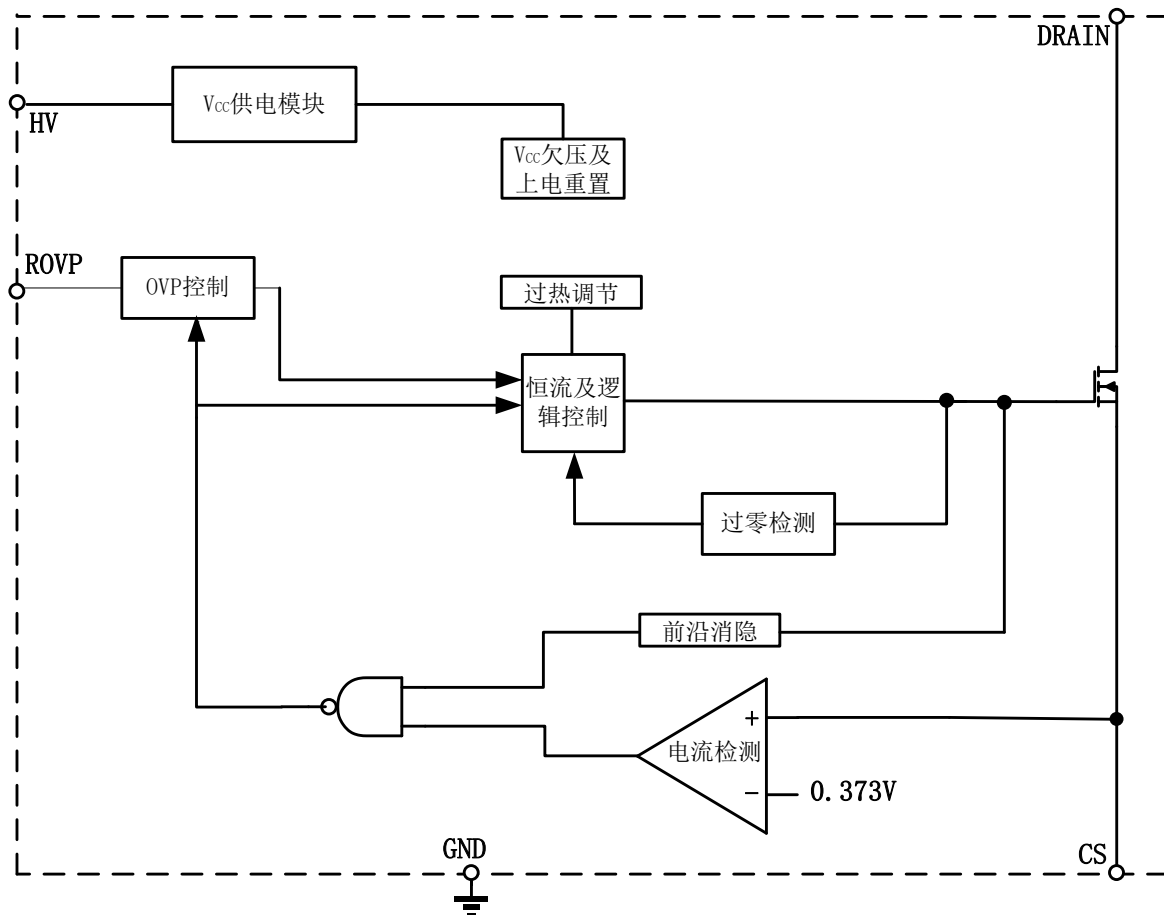 DRAIN
HV
Vcc供电模块
Vcc欠压及
上电重置
ROVP
OVP控制
过热调节
恒流及逻
辑控制
过零检测
前沿消隐
+
电流检测
−
0.373V
GND
CS